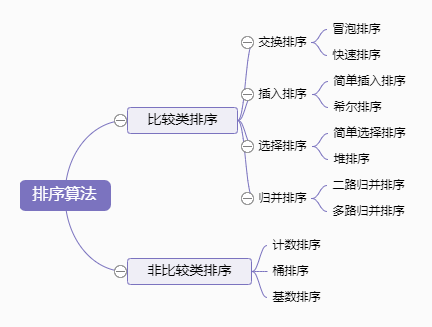 排序算法
比较类排序
交换排序
冒泡排序
快速排序
插入排序
简单插入排序
希尔排序
选择排序
简单选择排序
堆排序
归并排序
二路归并排序
多路归并排序
非比较类排序
计数排序
桶排序
基数排序